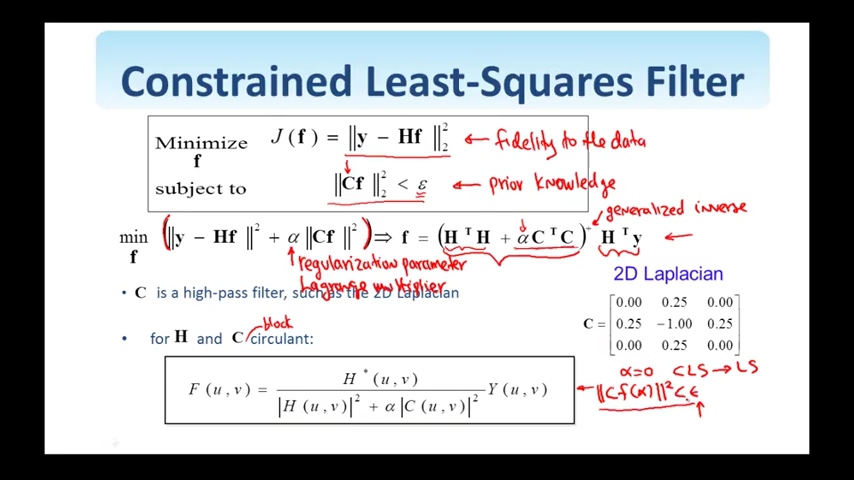 Constrained Least-Squares Filter
Minimize J(f) = ||y − Hf||₂² ← fidelity to the data
f
subject to ||Cf||₂² < ε ← prior knowledge
generalized inverse
min (||y − Hf||² + α||Cf||²) ⇒ f = (HᵀH + αCᵀC)⁺ Hᵀy ←
f
regularization parameter
Lagrange multiplier
• C is a high-pass filter, such as the 2D Laplacian
2D Laplacian
C = [0.00 0.25 0.00
0.25 −1.00 0.25
0.00 0.25 0.00]
block
• for H and C circulant:
α=0 CLS → LS
F(u,v) = H*(u,v) / (|H(u,v)|² + α|C(u,v)|²) Y(u,v) ← ||Cf(α)||² < ε